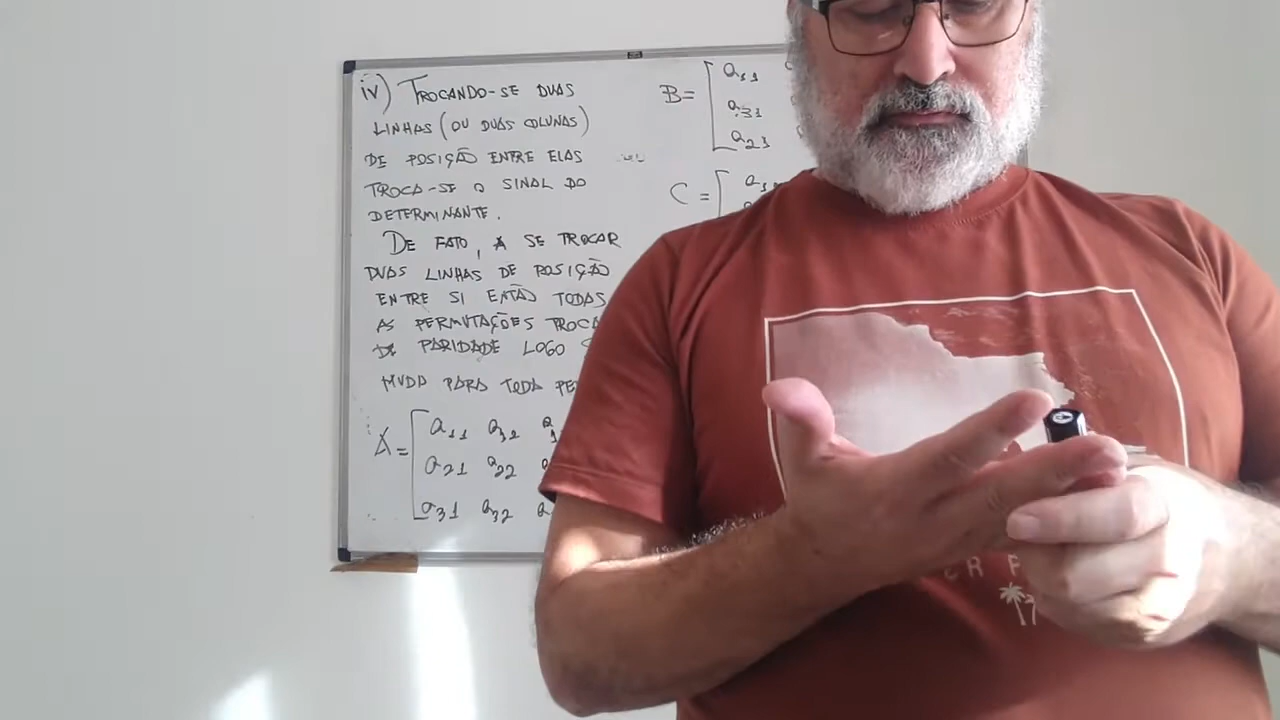 iv) TROCANDO-SE DUAS
LINHAS (OU DUAS COLUNAS)
DE POSIÇÃO ENTRE ELAS
TROCA-SE O SINAL DO
DETERMINANTE.
DE FATO, A SE TROCAR
DUAS LINHAS DE POSIÇÃO
ENTRE SI ENTÃO TODAS
AS PERMUTAÇÕES TROCA
DE PARIDADE LOGO
MUDA PARA TODA PE
A = a11 a12
a21 a22
a31 a32
B = a11
a31
a23
C =